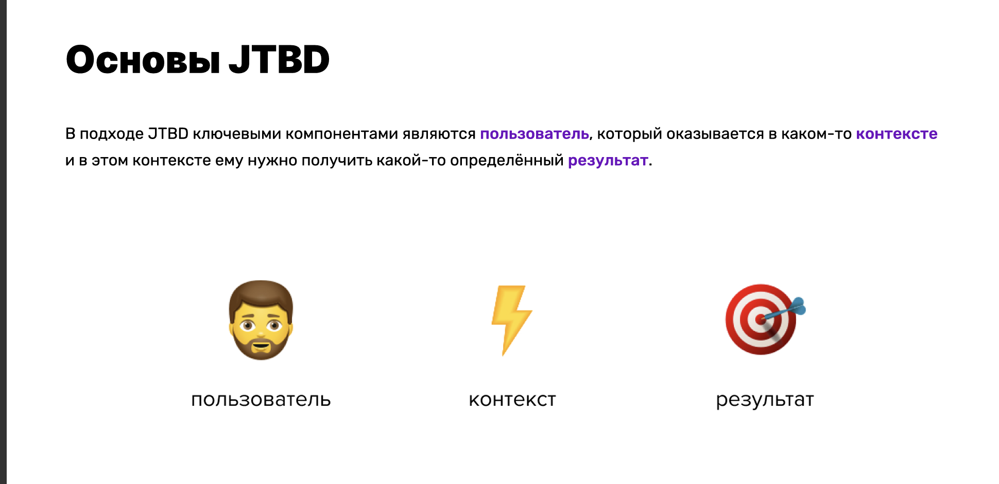 Основы JTBD
В подходе JTBD ключевыми компонентами являются пользователь, который оказывается в каком-то контексте
и в этом контексте ему нужно получить какой-то определённый результат.
пользователь контекст результат